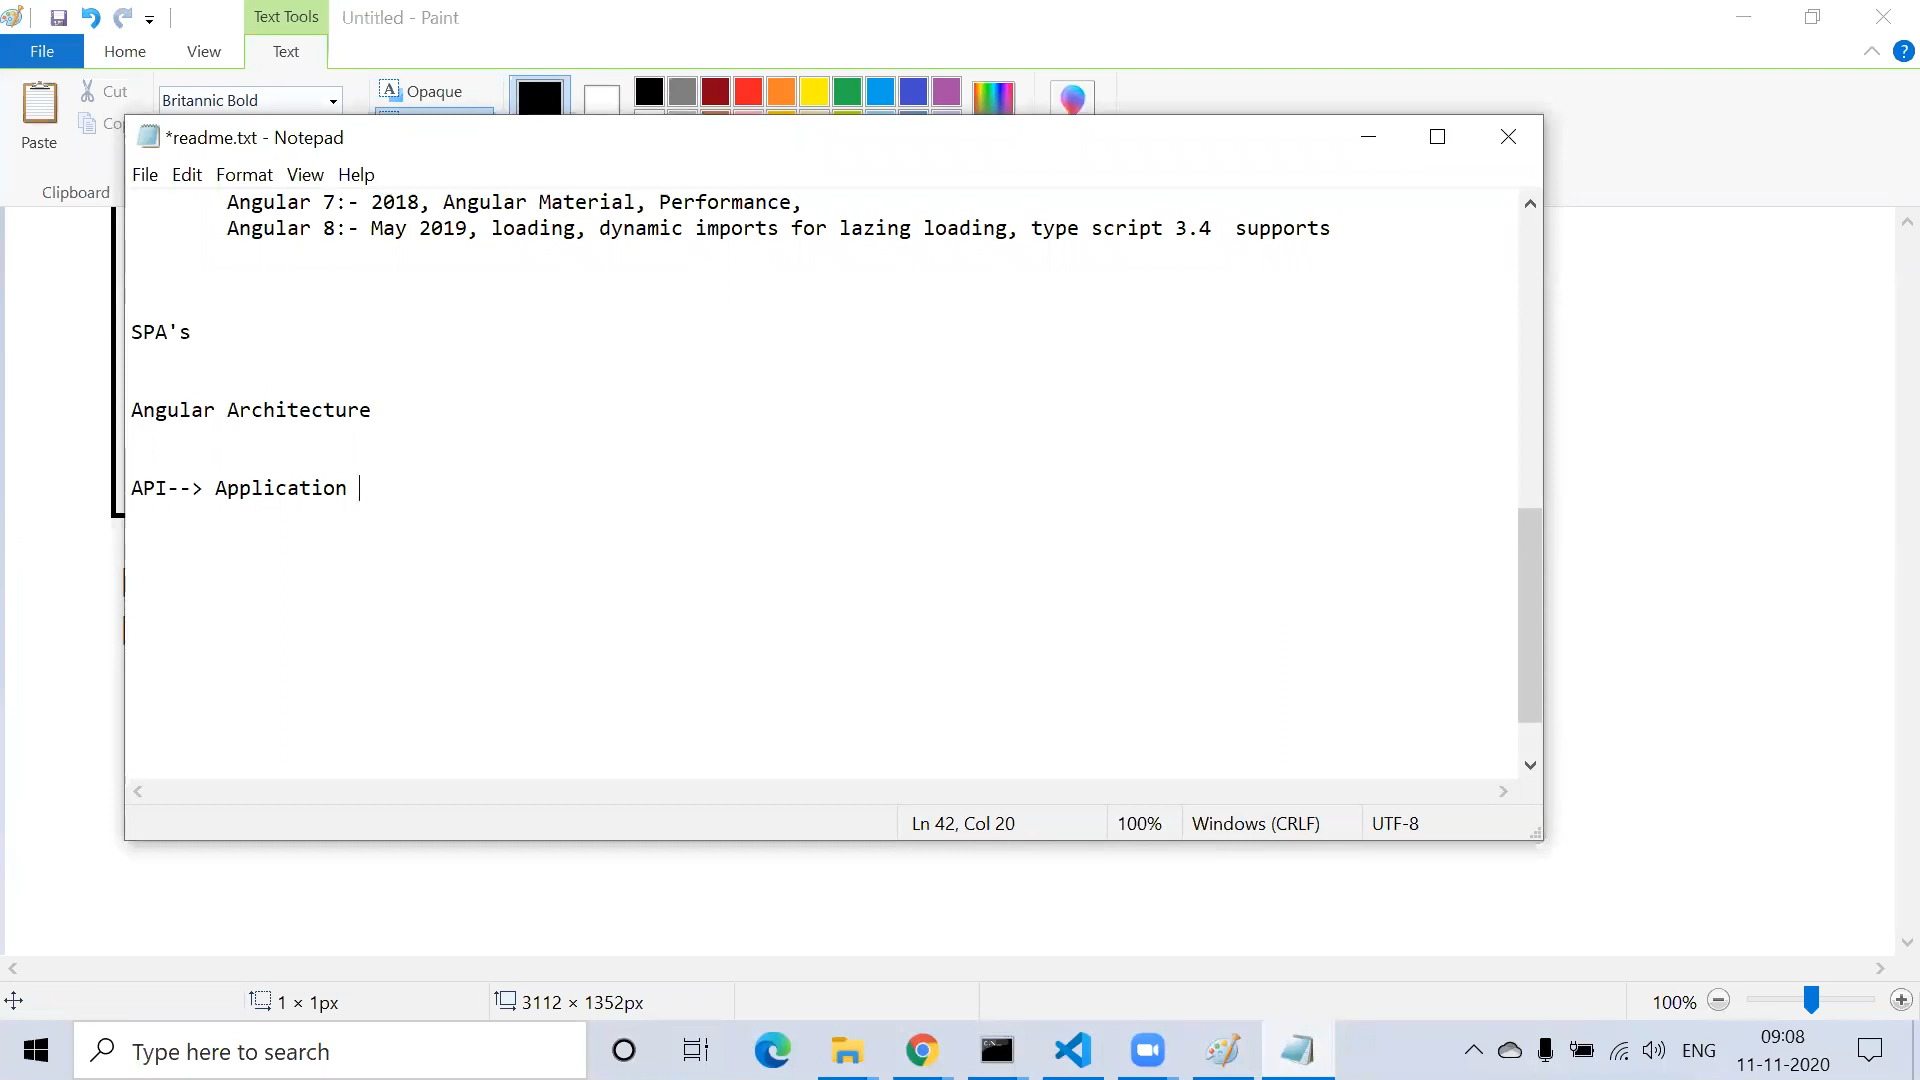 Text Tools
Untitled - Paint
File
Home
View
Text
Paste
Cut
Clipboard
Britannic Bold
A Opaque
*readme.txt - Notepad
File Edit Format View Help
Angular 7:- 2018, Angular Material, Performance,
Angular 8:- May 2019, loading, dynamic imports for lazing loading, type script 3.4  supports
SPA's
Angular Architecture
API--> Application
Ln 42, Col 20
100%
Windows (CRLF)
UTF-8
1 × 1px
3112 × 1352px
100%
Type here to search
ENG
09:08
11-11-2020